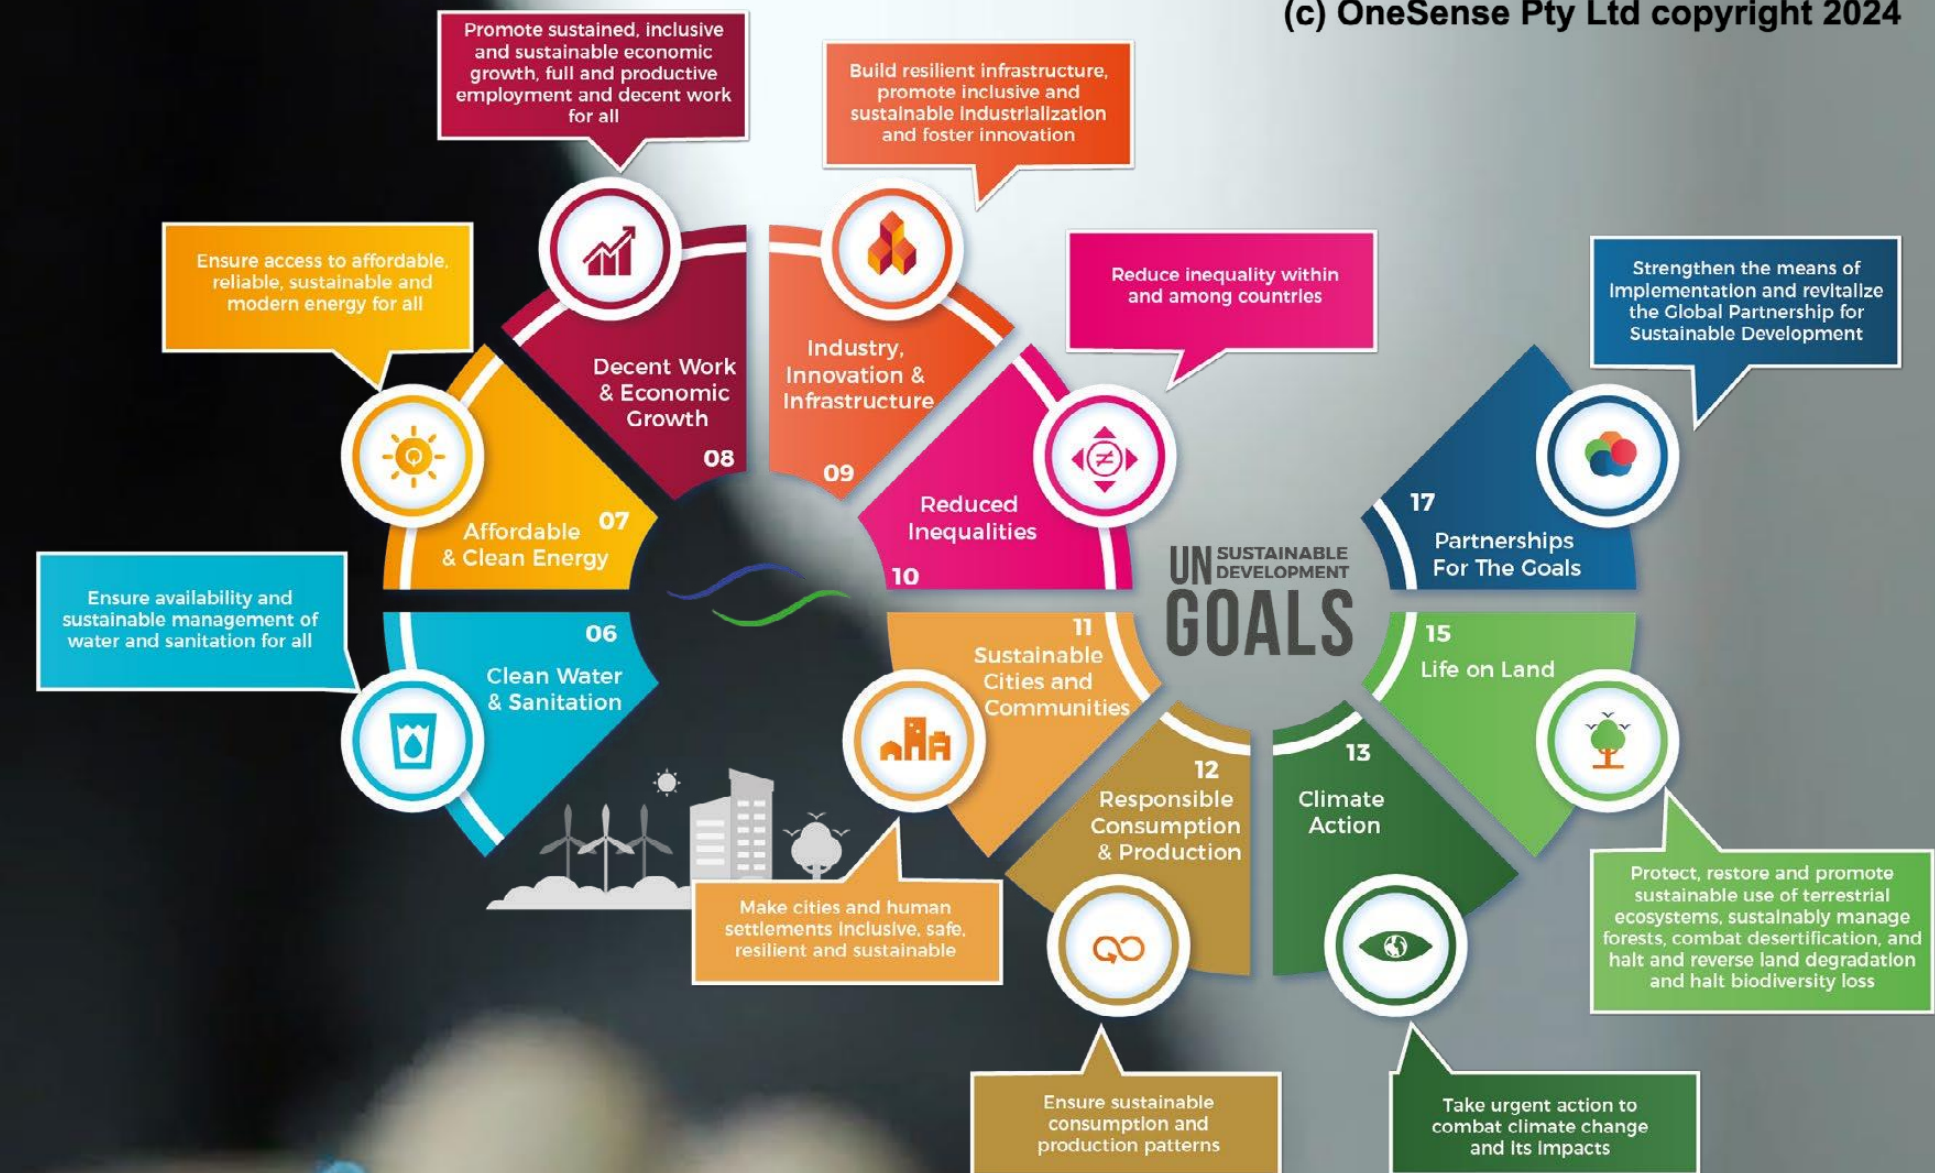 (c) OneSense Pty Ltd copyright 2024
Promote sustained, inclusive
and sustainable economic
growth, full and productive
employment and decent work
for all
Build resilient infrastructure,
promote inclusive and
sustainable industrialization
and foster innovation
Ensure access to affordable,
reliable, sustainable and
modern energy for all
Reduce inequality within
and among countries
Strengthen the means of
implementation and revitalize
the Global Partnership for
Sustainable Development
Decent Work
& Economic
Growth
08
Industry,
Innovation &
Infrastructure
09
Affordable
& Clean Energy
07
Reduced
Inequalities
10
17
Partnerships
For The Goals
UN SUSTAINABLE
DEVELOPMENT
GOALS
Ensure availability and
sustainable management of
water and sanitation for all
06
Clean Water
& Sanitation
11
Sustainable
Cities and
Communities
15
Life on Land
12
Responsible
Consumption
& Production
13
Climate
Action
Make cities and human
settlements inclusive, safe,
resilient and sustainable
Protect, restore and promote
sustainable use of terrestrial
ecosystems, sustainably manage
forests, combat desertification, and
halt and reverse land degradation
and halt biodiversity loss
Ensure sustainable
consumption and
production patterns
Take urgent action to
combat climate change
and its impacts